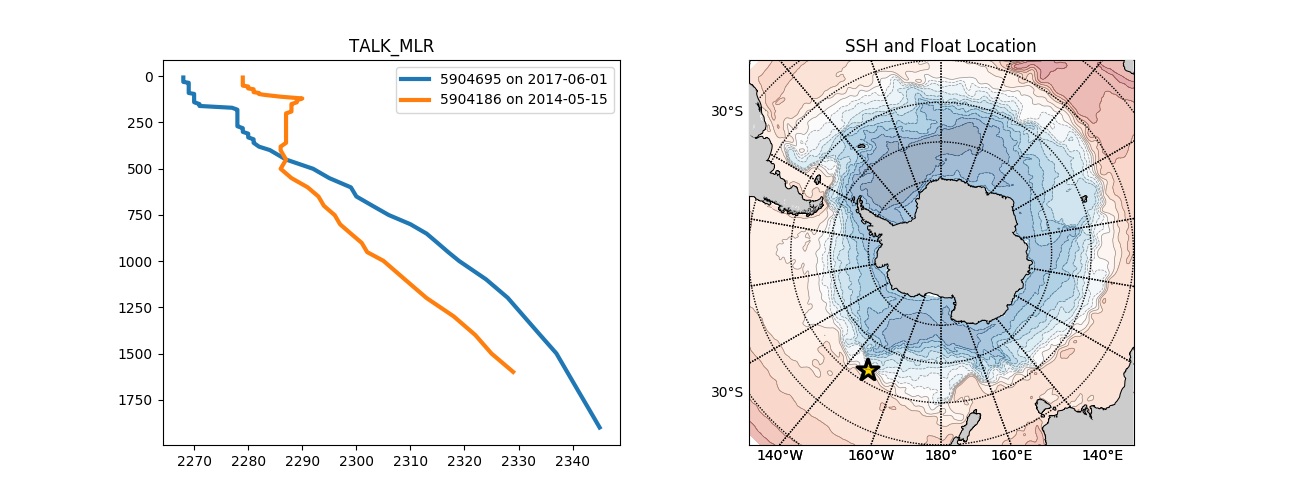 TALK_MLR
0
250
500
750
1000
1250
1500
1750
2270 2280 2290 2300 2310 2320 2330 2340
5904695 on 2017-06-01
5904186 on 2014-05-15
SSH and Float Location
30°S
30°S
140°W 160°W 180° 160°E 140°E